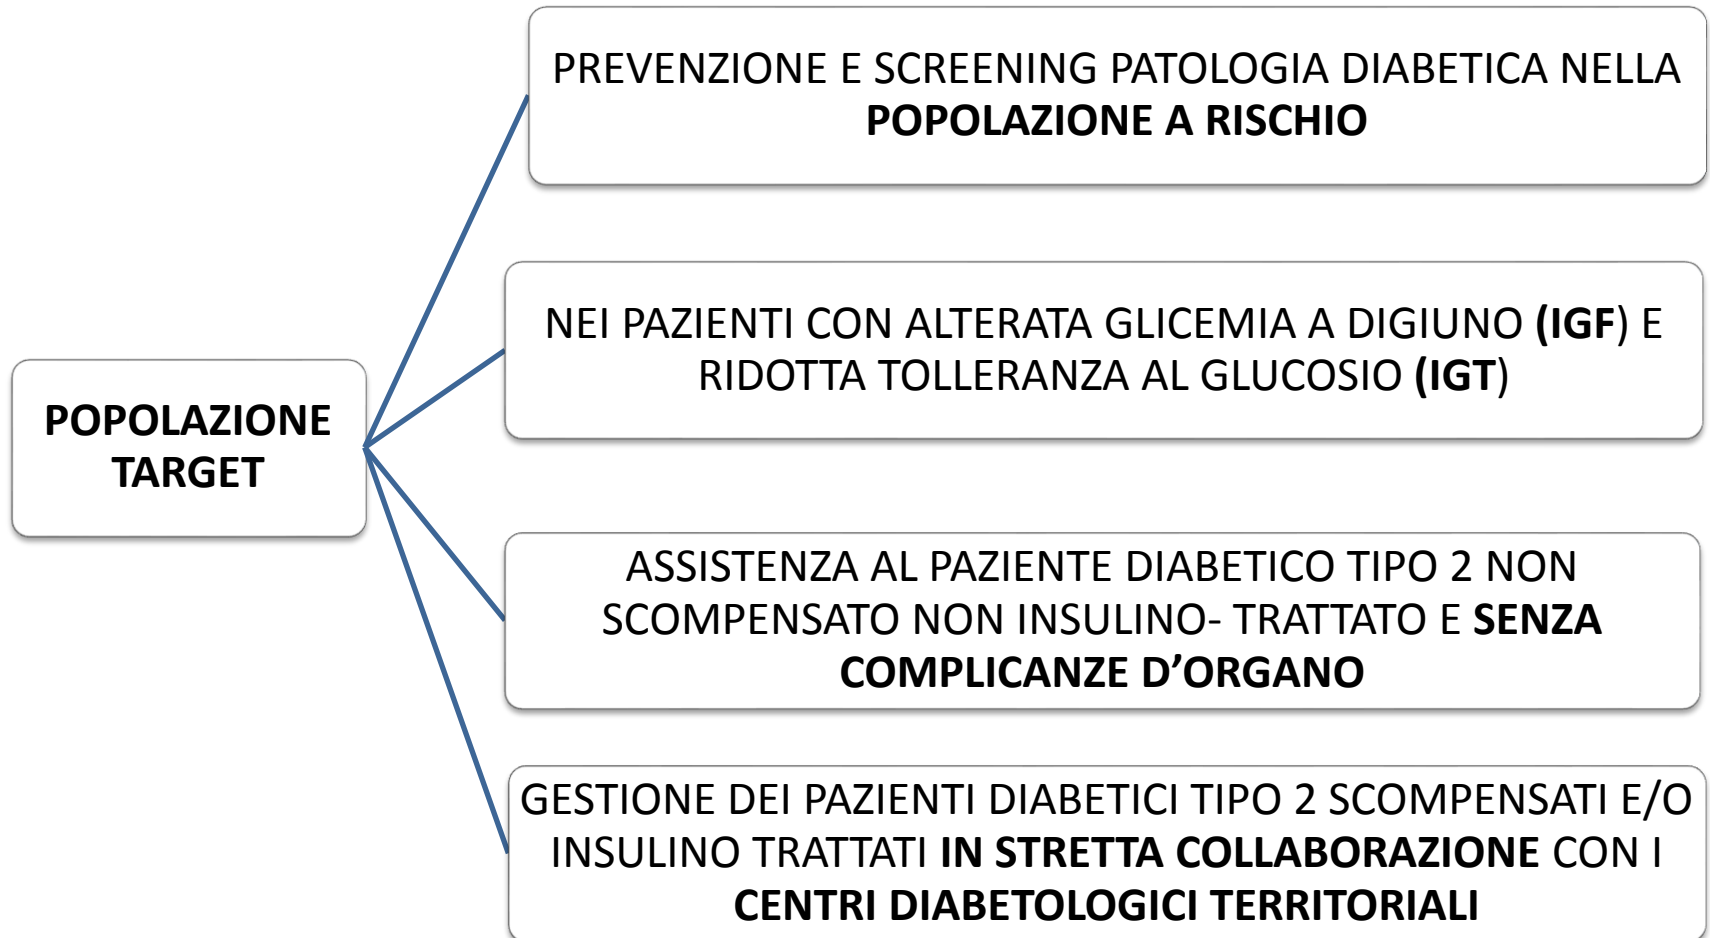 PREVENZIONE E SCREENING PATOLOGIA DIABETICA NELLA
POPOLAZIONE A RISCHIO
NEI PAZIENTI CON ALTERATA GLICEMIA A DIGIUNO (IGF) E
RIDOTTA TOLLERANZA AL GLUCOSIO (IGT)
POPOLAZIONE
TARGET
ASSISTENZA AL PAZIENTE DIABETICO TIPO 2 NON
SCOMPENSATO NON INSULINO- TRATTATO E SENZA
COMPLICANZE D’ORGANO
GESTIONE DEI PAZIENTI DIABETICI TIPO 2 SCOMPENSATI E/O
INSULINO TRATTATI IN STRETTA COLLABORAZIONE CON I
CENTRI DIABETOLOGICI TERRITORIALI